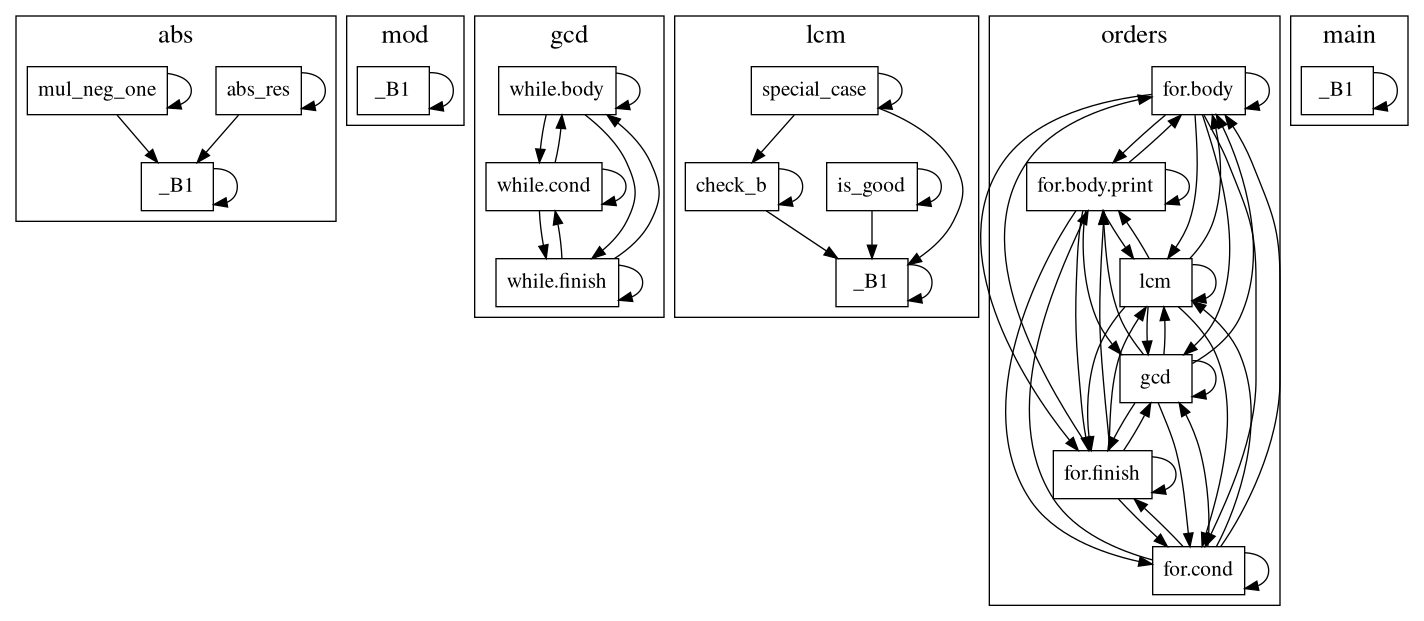 abs
mul_neg_one
abs_res
_B1
mod
_B1
gcd
while.body
while.cond
while.finish
lcm
special_case
check_b
is_good
_B1
orders
for.body
for.body.print
lcm
gcd
for.finish
for.cond
main
_B1